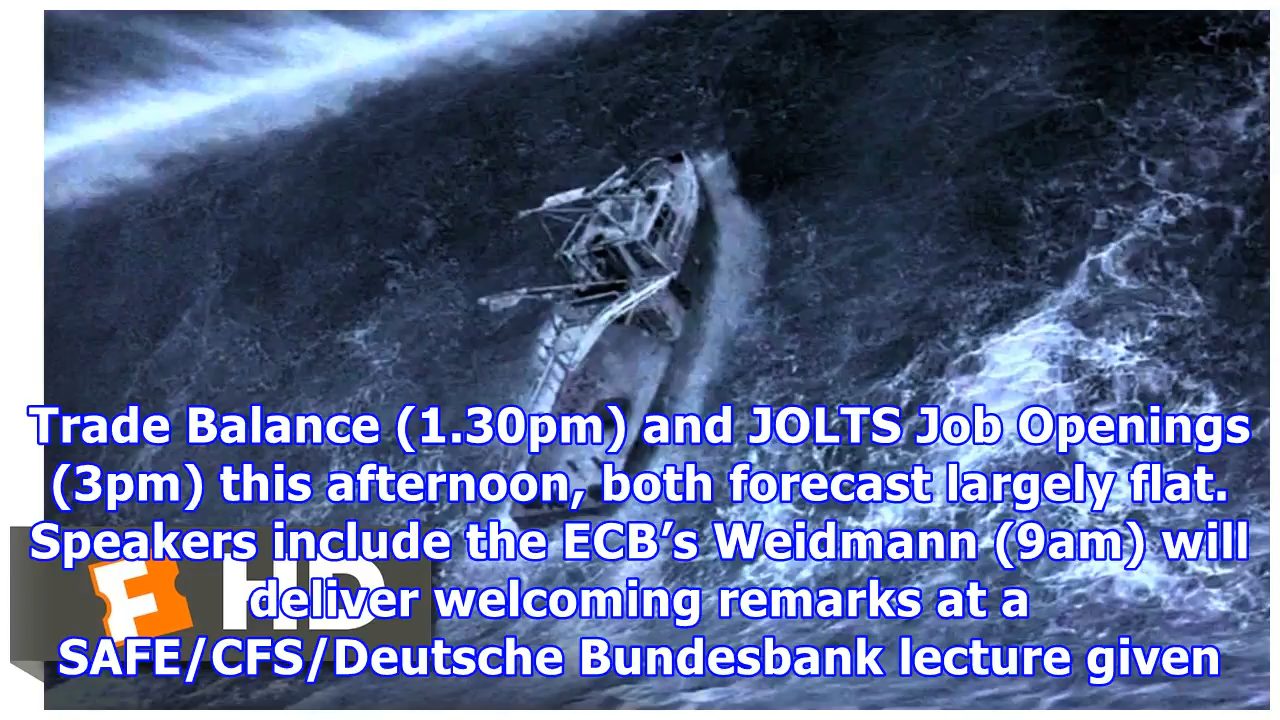 Trade Balance (1.30pm) and JOLTS Job Openings
(3pm) this afternoon, both forecast largely flat.
Speakers include the ECB’s Weidmann (9am) will
F HD
deliver welcoming remarks at a
SAFE/CFS/Deutsche Bundesbank lecture given